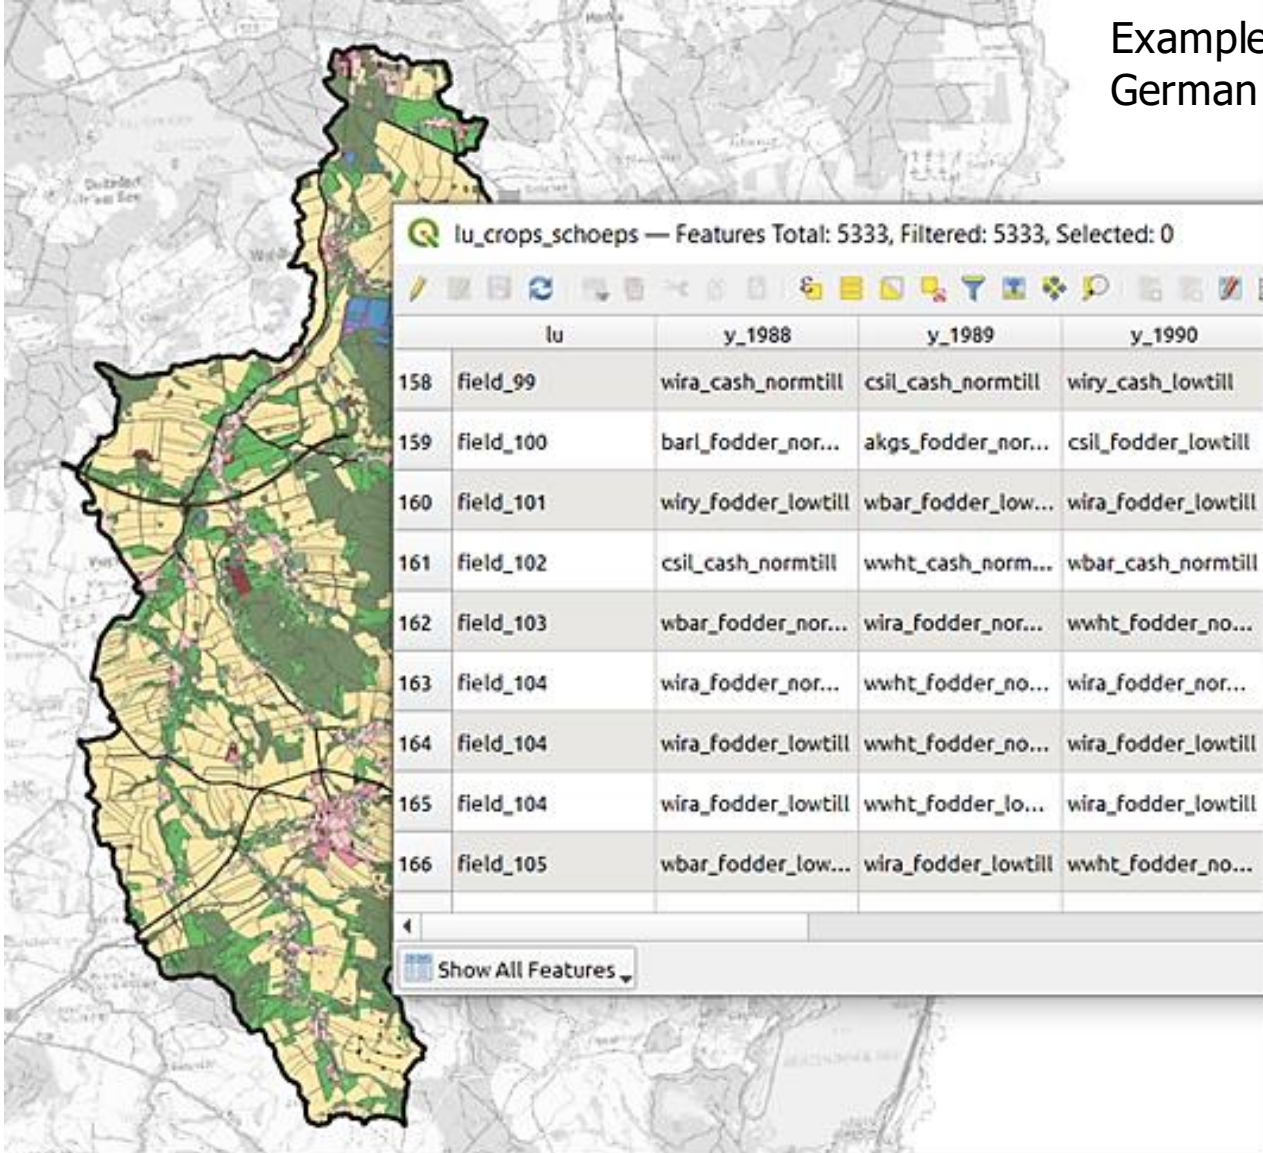 Example
German
lu_crops_schoeps — Features Total: 5333, Filtered: 5333, Selected: 0
lu y_1988 y_1989 y_1990
158 field_99 wira_cash_normtill csil_cash_normtill wiry_cash_lowtill
159 field_100 barl_fodder_nor... akgs_fodder_nor... csil_fodder_lowtill
160 field_101 wiry_fodder_lowtill wbar_fodder_low... wira_fodder_lowtill
161 field_102 csil_cash_normtill wwht_cash_norm... wbar_cash_normtill
162 field_103 wbar_fodder_nor... wira_fodder_nor... wwht_fodder_no...
163 field_104 wira_fodder_nor... wwht_fodder_no... wira_fodder_nor...
164 field_104 wira_fodder_lowtill wwht_fodder_no... wira_fodder_lowtill
165 field_104 wira_fodder_lowtill wwht_fodder_lo... wira_fodder_lowtill
166 field_105 wbar_fodder_low... wira_fodder_lowtill wwht_fodder_no...
Show All Features